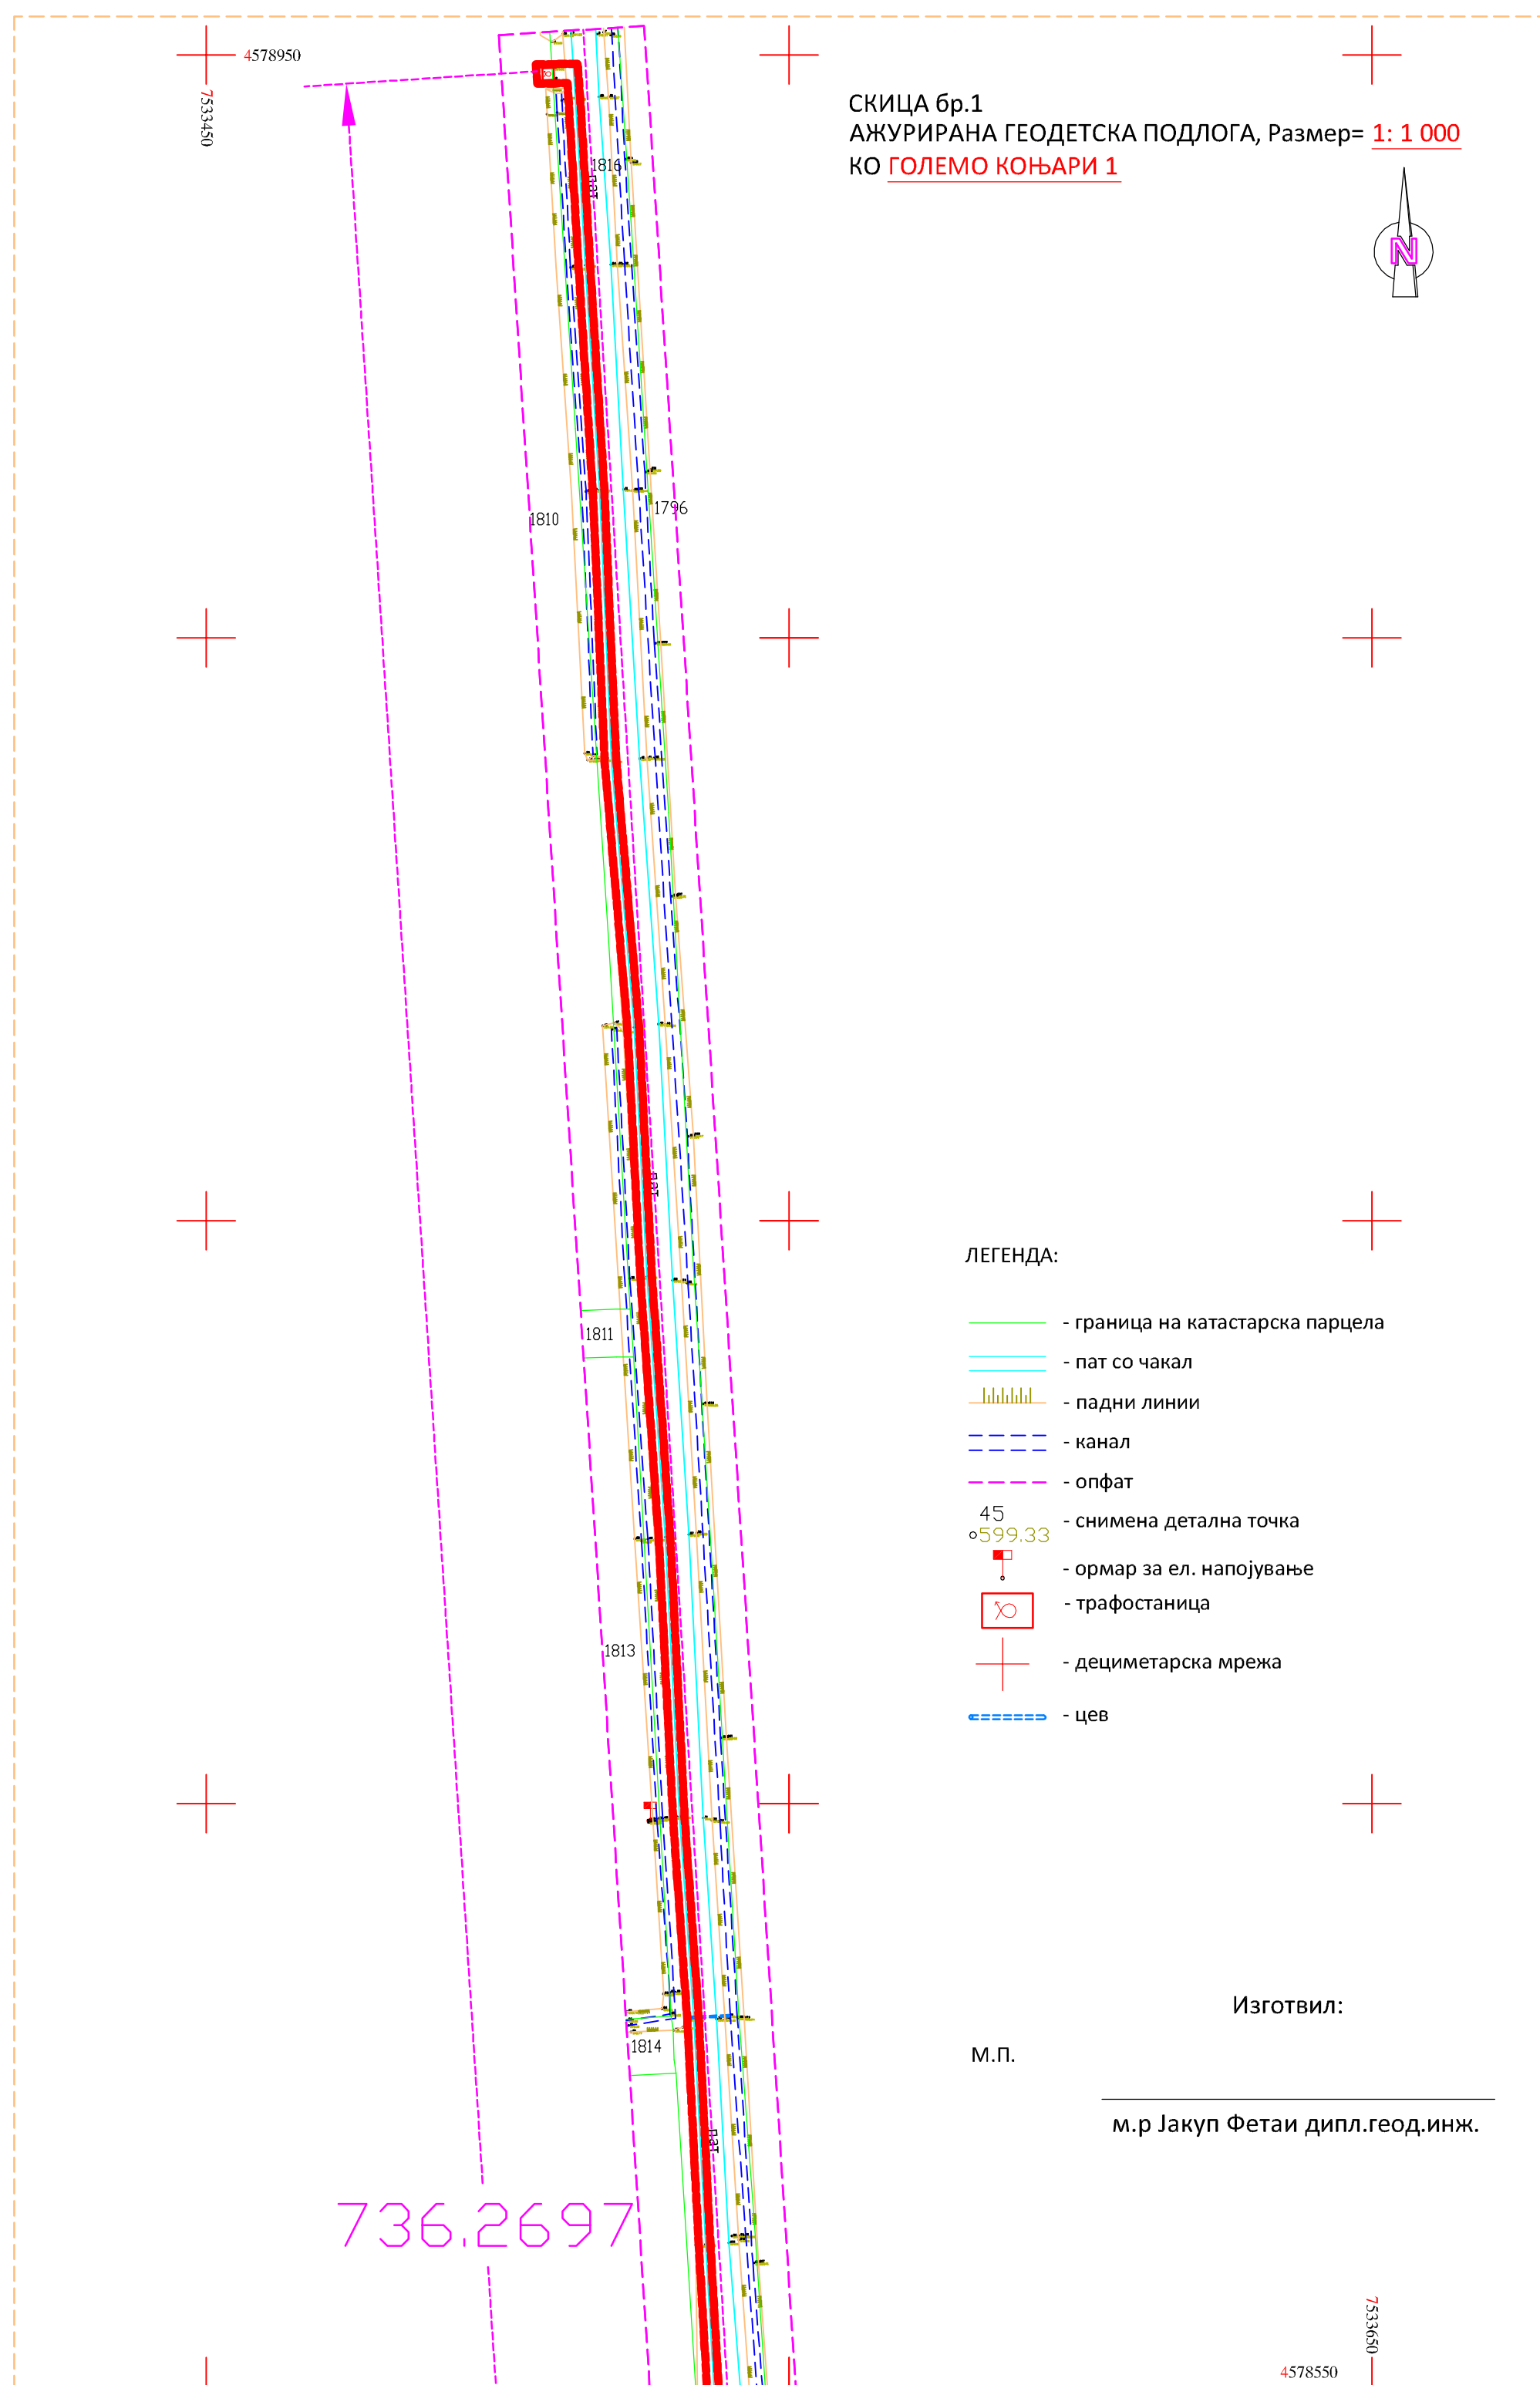 4578950
7533450
СКИЦА бр.1
АЖУРИРАНА ГЕОДЕТСКА ПОДЛОГА, Размер= 1: 1 000
КО ГОЛЕМО КОЊАРИ 1
N
1816
пат
1810
1796
пат
ЛЕГЕНДА:
- граница на катастарска парцела
1811
- пат со чакал
- падни линии
- канал
- опфат
45
599.33
- снимена детална точка
- ормар за ел. напојување
- трафостаница
1813
- дециметарска мрежа
- цев
Изготвил:
1814
М.П.
м.р Јакуп Фетаи дипл.геод.инж.
пат
736.2697
7533650
4578550